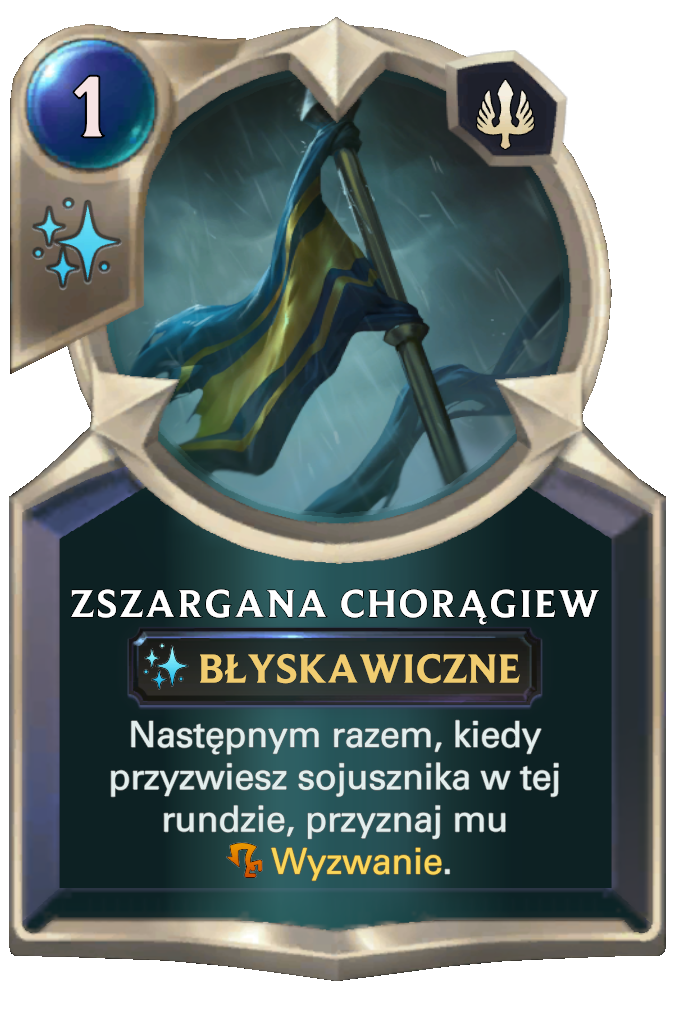 1
ZSZARGANA CHORĄGIEW
BŁYSKAWICZNE
Następnym razem, kiedy
przyzwiesz sojusznika w tej
rundzie, przyznaj mu
Wyzwanie.